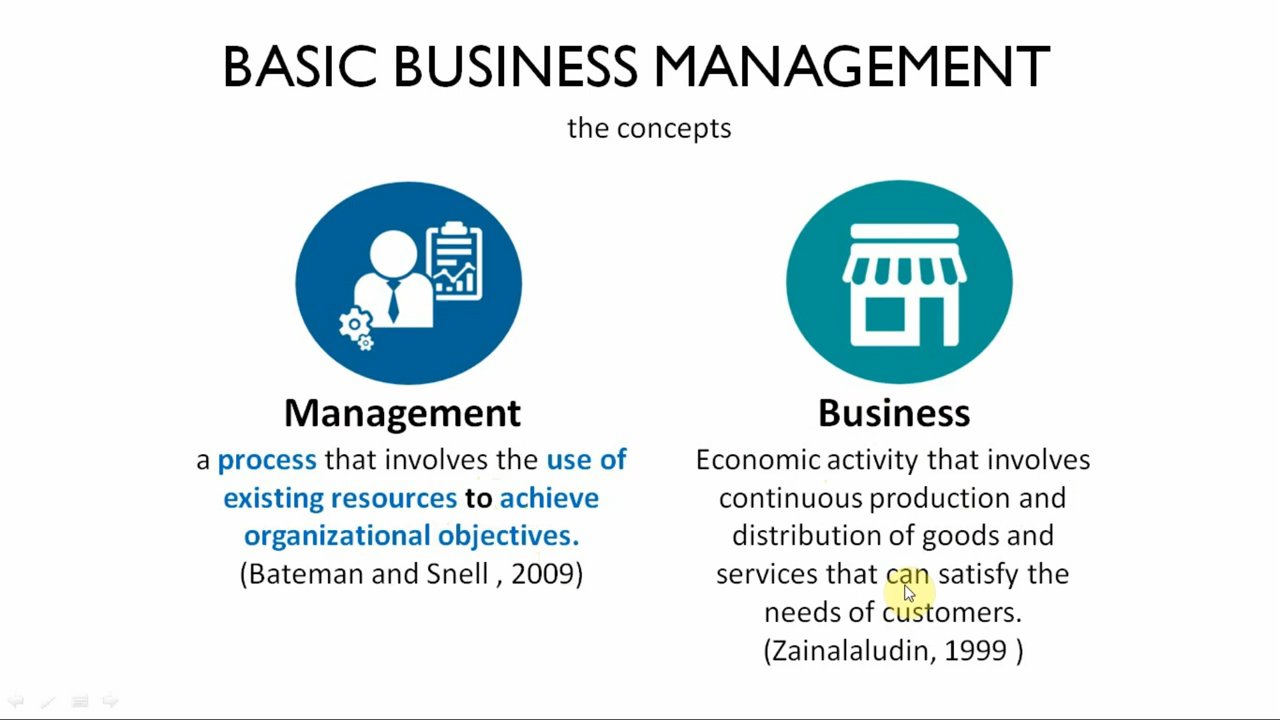 BASIC BUSINESS MANAGEMENT
the concepts
Management
a process that involves the use of
existing resources to achieve
organizational objectives.
(Bateman and Snell , 2009)
Business
Economic activity that involves
continuous production and
distribution of goods and
services that can satisfy the
needs of customers.
(Zainalaludin, 1999 )